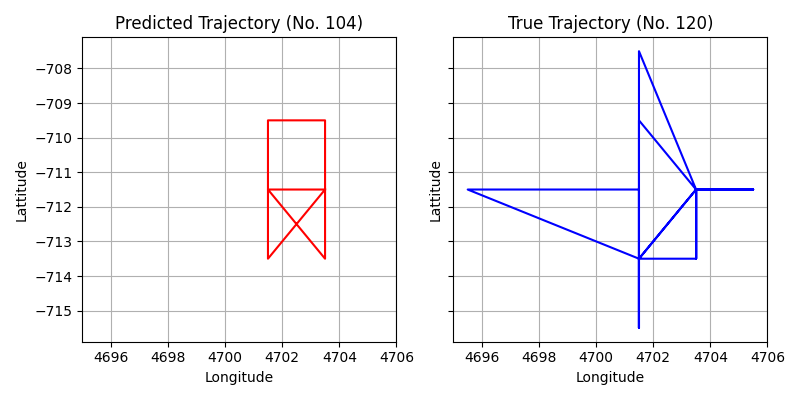 Predicted Trajectory (No. 104)
True Trajectory (No. 120)
Lattitude
−708
−709
−710
−711
−712
−713
−714
−715
4696 4698 4700 4702 4704 4706
Longitude
Lattitude
4696 4698 4700 4702 4704 4706
Longitude